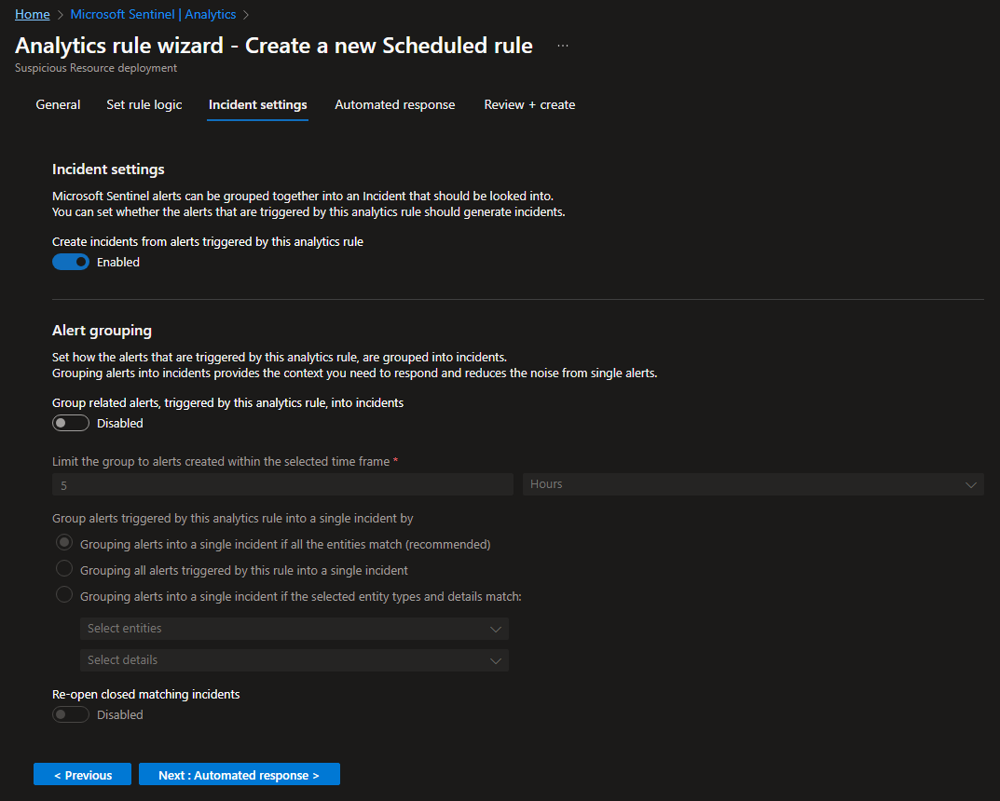 Home > Microsoft Sentinel | Analytics >
Analytics rule wizard - Create a new Scheduled rule ...
Suspicious Resource deployment
General Set rule logic Incident settings Automated response Review + create
Incident settings
Microsoft Sentinel alerts can be grouped together into an Incident that should be looked into.
You can set whether the alerts that are triggered by this analytics rule should generate incidents.
Create incidents from alerts triggered by this analytics rule
Enabled
Alert grouping
Set how the alerts that are triggered by this analytics rule, are grouped into incidents.
Grouping alerts into incidents provides the context you need to respond and reduces the noise from single alerts.
Group related alerts, triggered by this analytics rule, into incidents
Disabled
Limit the group to alerts created within the selected time frame *
5 Hours
Group alerts triggered by this analytics rule into a single incident by
Grouping alerts into a single incident if all the entities match (recommended)
Grouping all alerts triggered by this rule into a single incident
Grouping alerts into a single incident if the selected entity types and details match:
Select entities
Select details
Re-open closed matching incidents
Disabled
< Previous Next : Automated response >